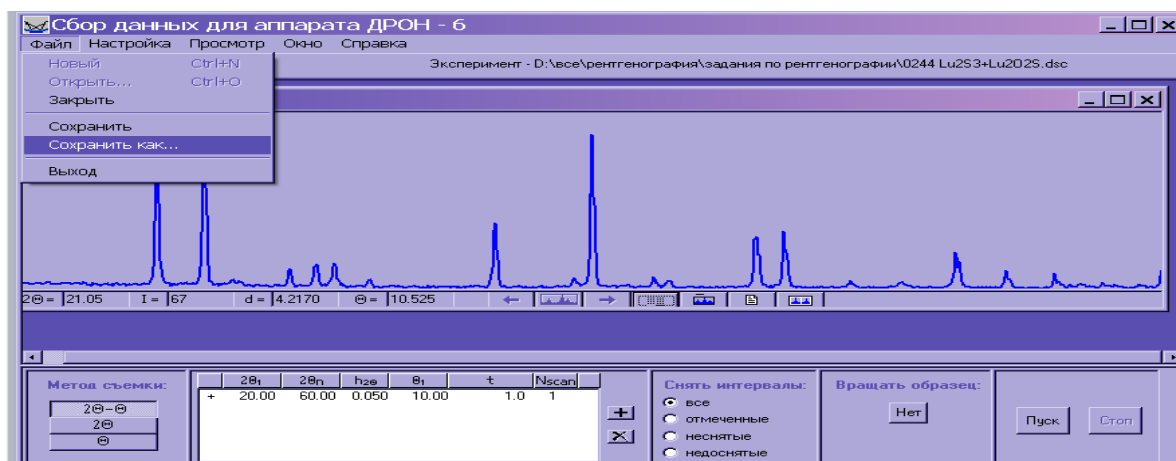 Сбор данных для аппарата ДРОН - 6
Файл Настройка Просмотр Окно Справка
Новый Ctrl+N
Эксперимент - D:\все\рентгенография\задания по рентгенографии\0244 Lu2S3+Lu2O2S.dsc
Открыть... Ctrl+O
Закрыть
Сохранить
Сохранить как...
Выход
2Θ= 21.05 I = 67 d = 4.2170 Θ= 10.525
Метод съемки:
2Θ-Θ
2Θ
Θ
2θ1 2θn h2θ θ1 t Nscan
+ 20.00 60.00 0.050 10.00 1.0 1
Снять интервалы:
все
отмеченные
неснятые
недоснятые
Вращать образец:
Нет
Пуск Стоп